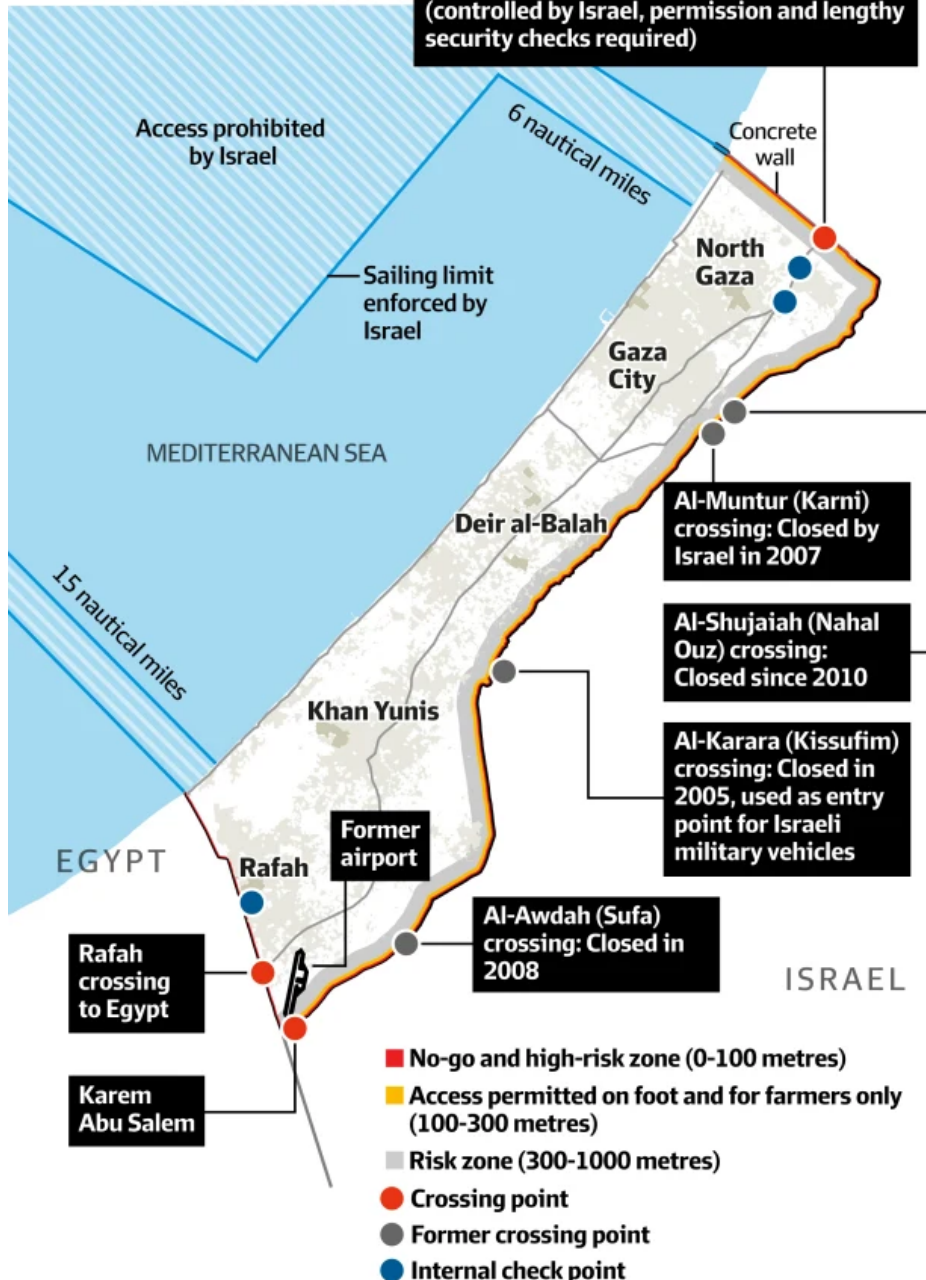 (controlled by Israel, permission and lengthy
security checks required)
Access prohibited
by Israel
6 nautical miles
Concrete
wall
North
Gaza
Sailing limit
enforced by
Israel
Gaza
City
MEDITERRANEAN SEA
Al-Muntur (Karni)
crossing: Closed by
Israel in 2007
Deir al-Balah
15 nautical miles
Al-Shujaiah (Nahal
Ouz) crossing:
Closed since 2010
Khan Yunis
Al-Karara (Kissufim)
crossing: Closed in
2005, used as entry
point for Israeli
military vehicles
Former
airport
EGYPT
Rafah
Al-Awdah (Sufa)
crossing: Closed in
2008
Rafah
crossing
to Egypt
ISRAEL
Karem
Abu Salem
No-go and high-risk zone (0-100 metres)
Access permitted on foot and for farmers only
(100-300 metres)
Risk zone (300-1000 metres)
Crossing point
Former crossing point
Internal check point